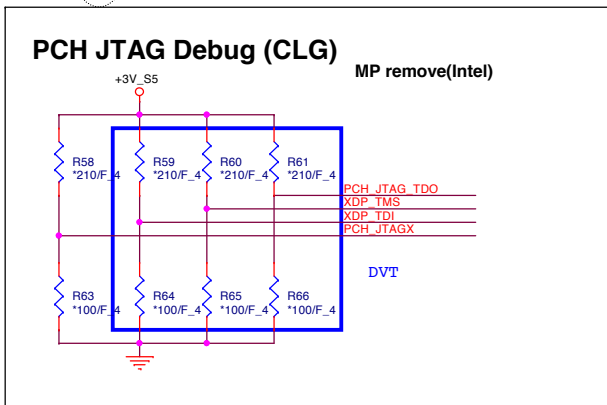 PCH JTAG Debug (CLG)
MP remove(Intel)
+3V_S5
R58
*210/F_4
R59
*210/F_4
R60
*210/F_4
R61
*210/F_4
PCH_JTAG_TDO
XDP_TMS
XDP_TDI
PCH_JTAGX
DVT
R63
*100/F_4
R64
*100/F_4
R65
*100/F_4
R66
*100/F_4